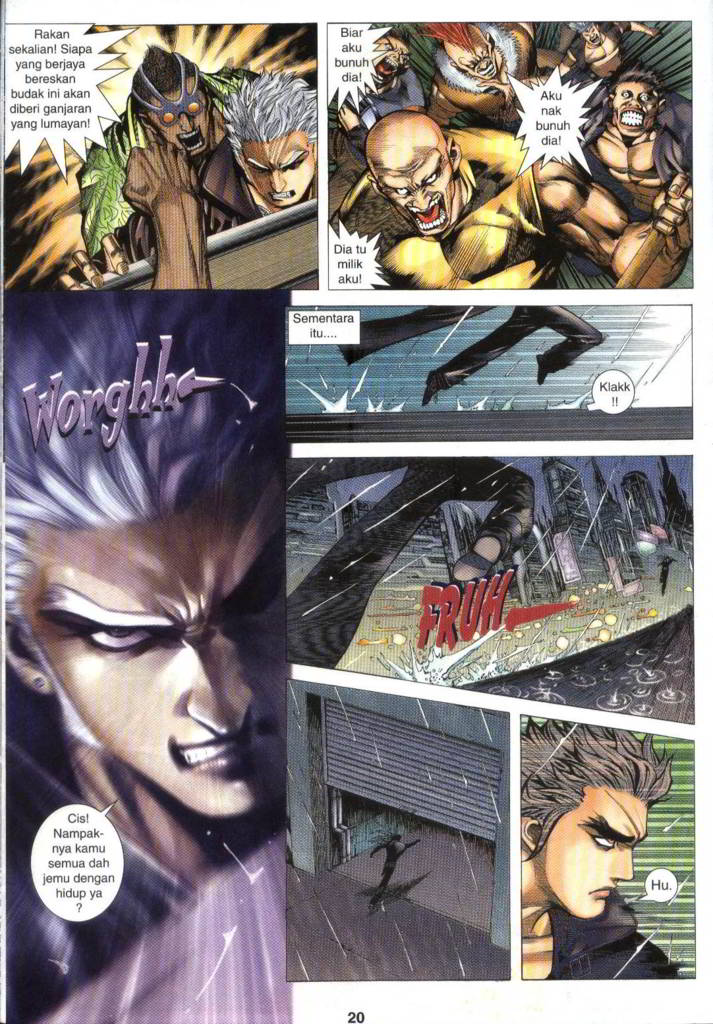 Rakan
sekalian! Siapa
yang berjaya
bereskan
budak ini akan
diberi ganjaran
yang lumayan!
Biar
aku
bunuh
dia!
Aku
nak
bunuh
dia!
Dia tu
milik
aku!
Worghh
Cis!
Nampak-
nya kamu
semua dah
jemu dengan
hidup ya
?
Sementara
itu....
Klakk
!!
FRUH
Hu.
20